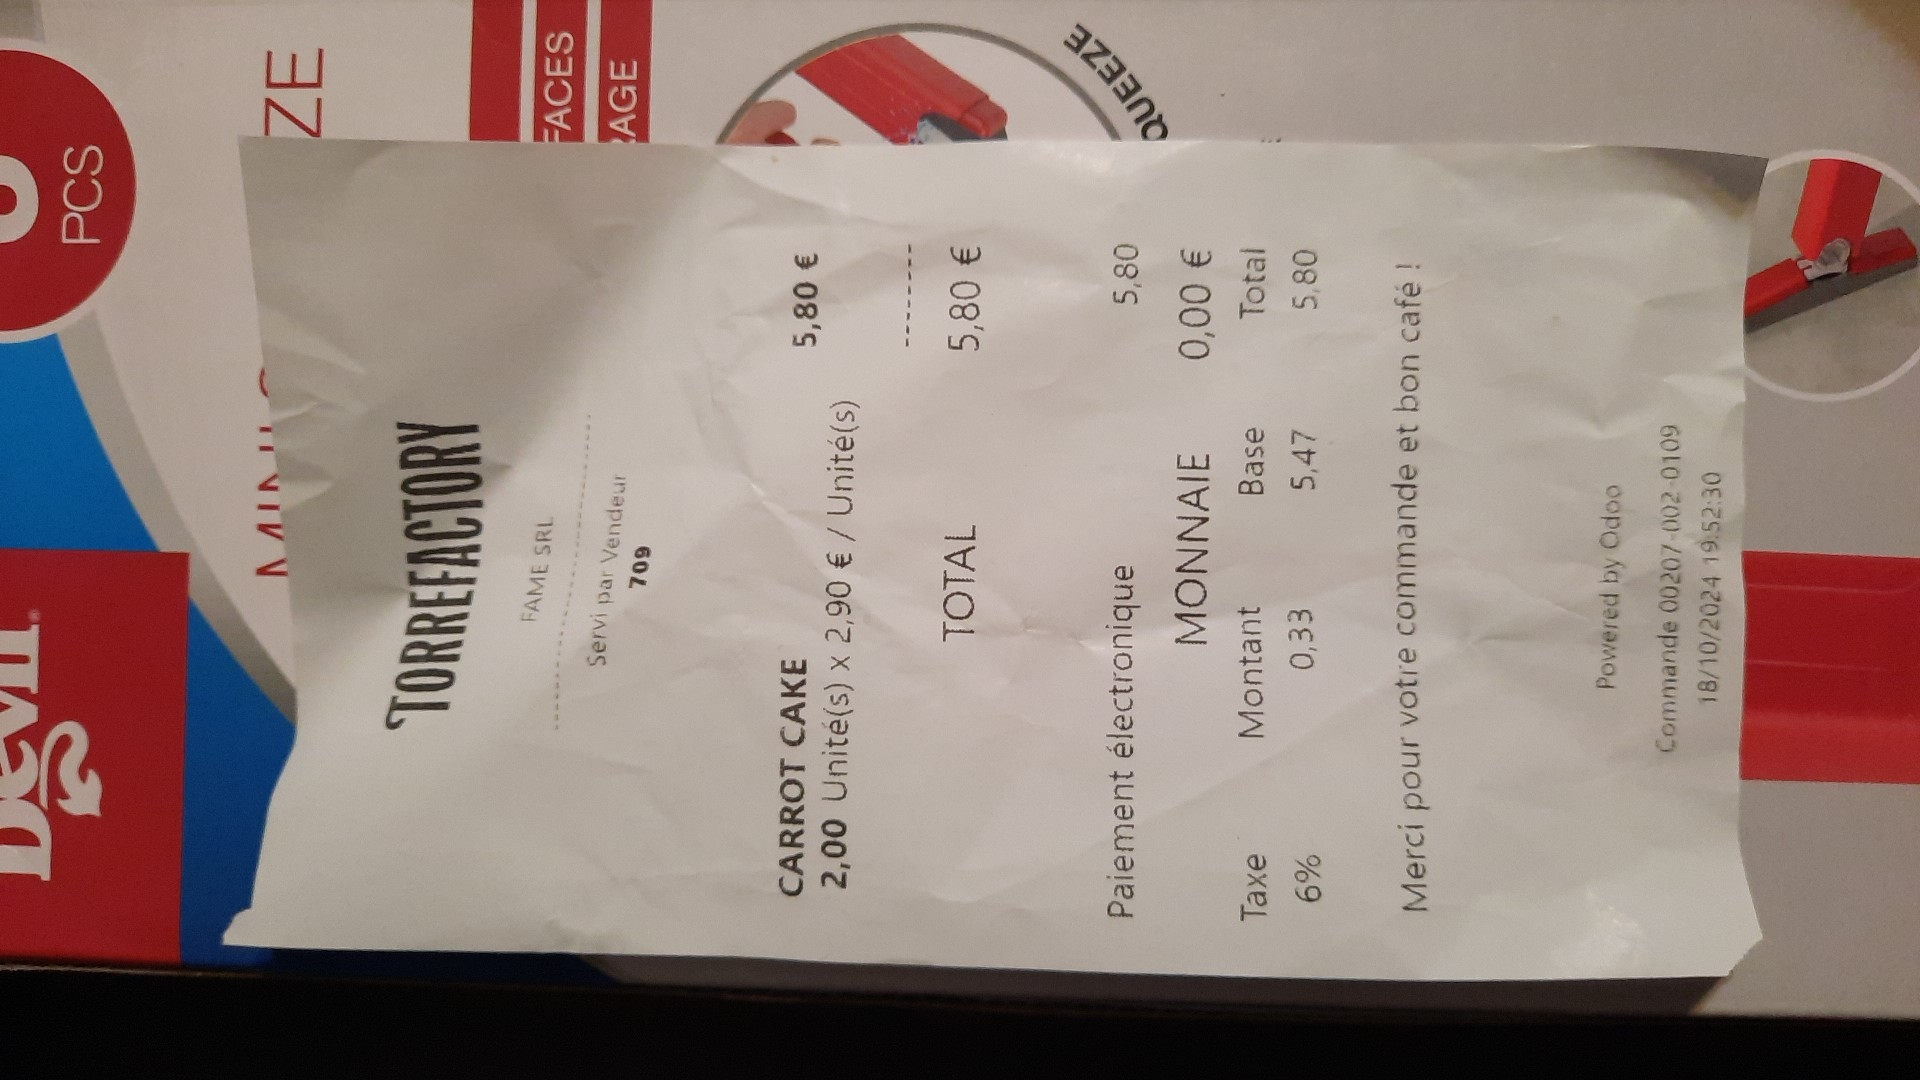 TORREFACTORY
FAME SRL
--------------------------------
Servi par Vendeur
709
CARROT CAKE 5,80 €
2,00 Unité(s) x 2,90 € / Unité(s)
--------
TOTAL 5,80 €
Paiement électronique 5,80
MONNAIE 0,00 €
Taxe Montant Base Total
6% 0,33 5,47 5,80
Merci pour votre commande et bon café !
Powered by Odoo
Commande 00207-002-0109
18/10/2024 19:52:30
PCS
ZE
FACES
RAGE
QUEEZE